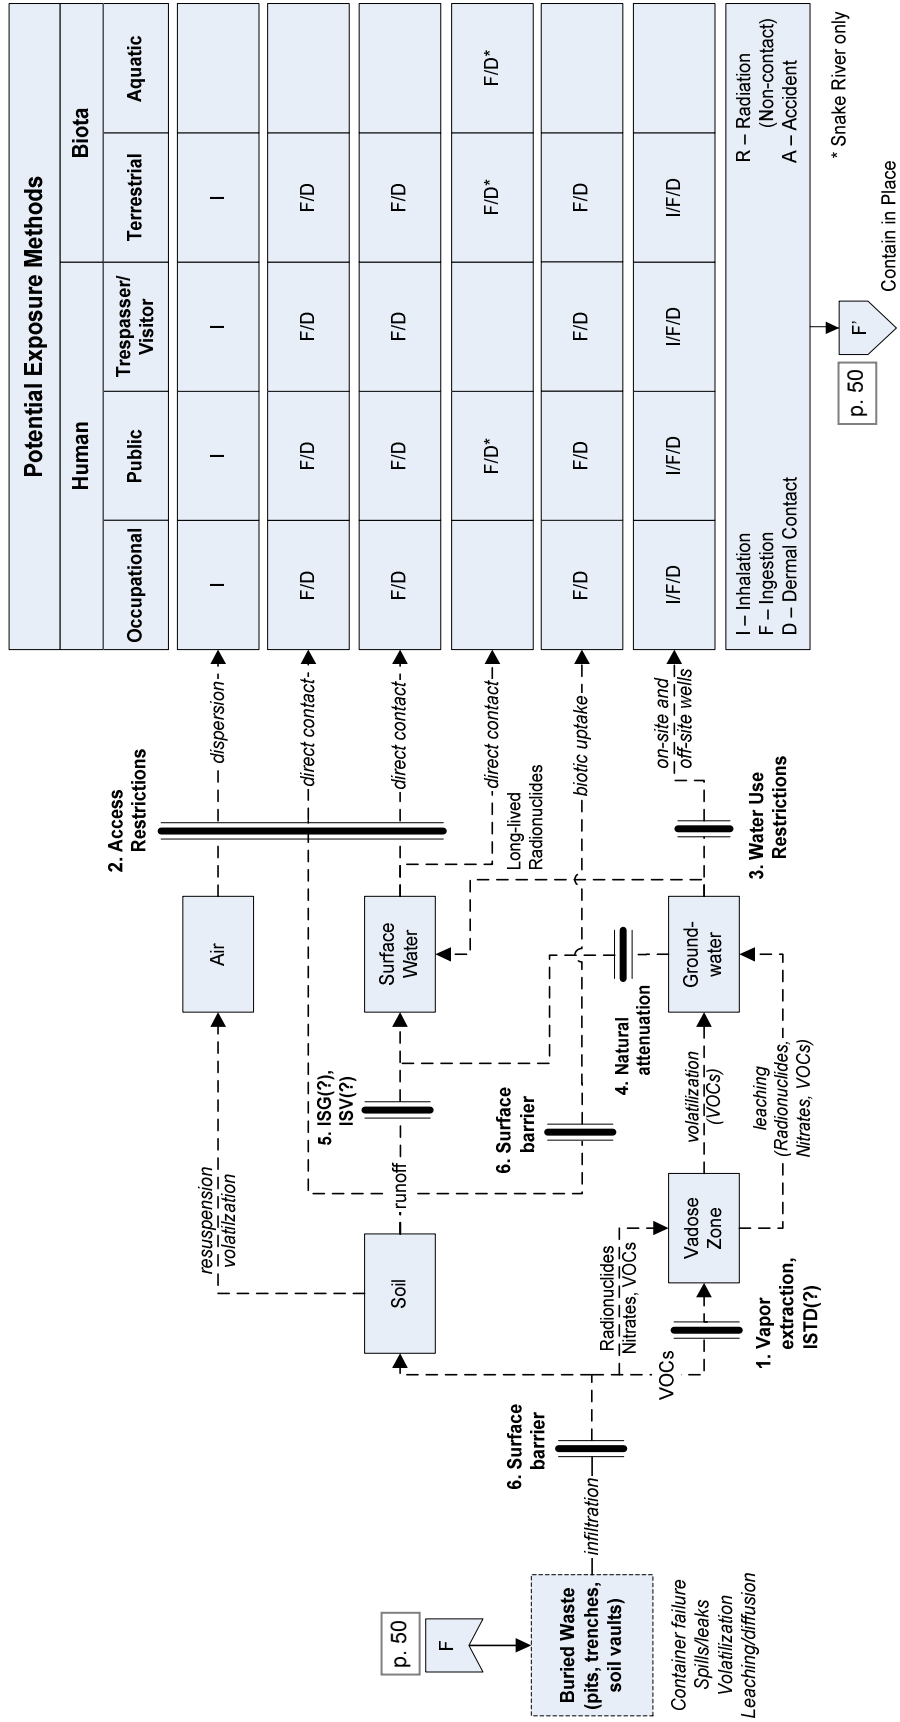 p. 50
F
Buried Waste
(pits, trenches,
soil vaults)
Container failure
Spills/leaks
Volatilization
Leaching/diffusion
infiltration
6. Surface
barrier
Radionuclides
Nitrates, VOCs
VOCs
1. Vapor
extraction,
ISTD(?)
Soil
Vadose
Zone
resuspension
volatilzation
runoff
5. ISG(?),
ISV(?)
6. Surface
barrier
4. Natural
attenuation
volatilization
(VOCs)
leaching
(Radionuclides,
Nitrates, VOCs)
Air
Surface
Water
Ground-
water
2. Access
Restrictions
Long-lived
Radionuclides
3. Water Use
Restrictions
dispersion
direct contact
direct contact
direct contact
biotic uptake
on-site and
off-site wells
Potential Exposure Methods
Human
Biota
Occupational
Public
Trespasser/
Visitor
Terrestrial
Aquatic
I
I
I
I
F/D
F/D
F/D
F/D
F/D
F/D
F/D
F/D
F/D*
F/D*
F/D*
F/D
F/D
F/D
F/D
I/F/D
I/F/D
I/F/D
I/F/D
I – Inhalation
F – Ingestion
D – Dermal Contact
R – Radiation
(Non-contact)
A – Accident
* Snake River only
p. 50
F'
Contain in Place